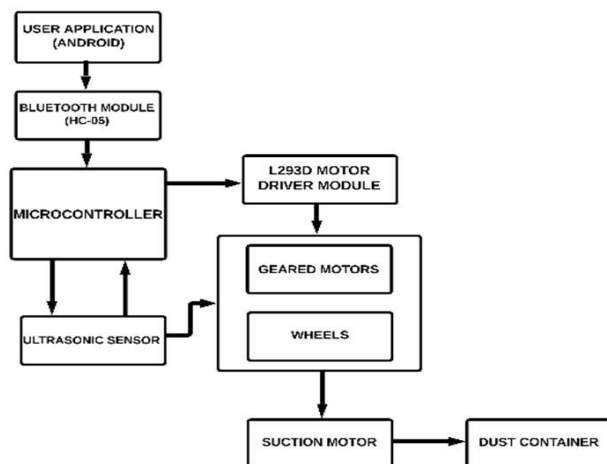 USER APPLICATION
(ANDROID)
BLUETOOTH MODULE
(HC-05)
MICROCONTROLLER
L293D MOTOR
DRIVER MODULE
GEARED MOTORS
ULTRASONIC SENSOR
WHEELS
SUCTION MOTOR
DUST CONTAINER